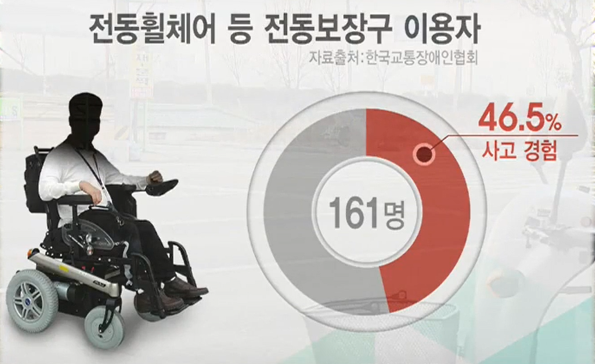 전동휠체어 등 전동보장구 이용자
자료출처:한국교통장애인협회
46.5%
사고 경험
161명